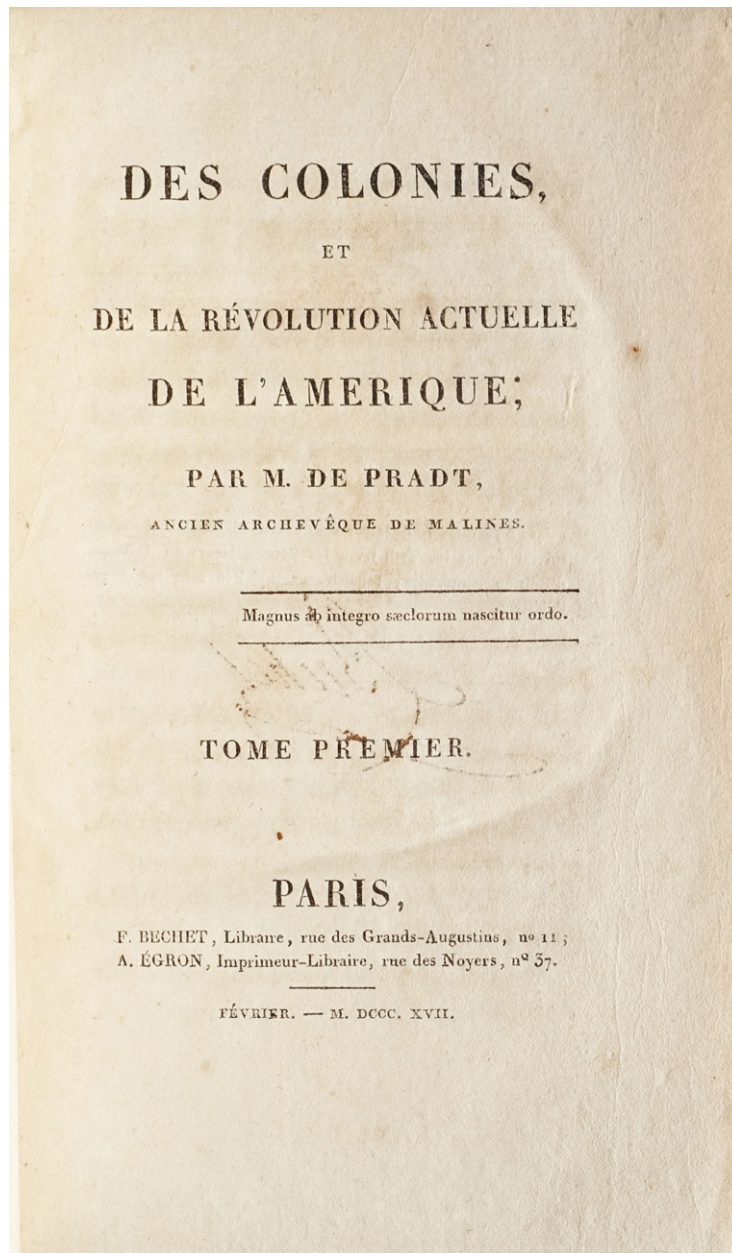 DES COLONIES,
ET
DE LA RÉVOLUTION ACTUELLE
DE L'AMERIQUE;
PAR M. DE PRADT,
ANCIEN ARCHEVÊQUE DE MALINES.
Magnus ab integro sæclorum nascitur ordo.
TOME PREMIER.
PARIS,
F. BECHET, Libraire, rue des Grands-Augustins, nº 11;
A. ÉGRON, Imprimeur-Libraire, rue des Noyers, nº 37.
FÉVRIER. — M. DCCC. XVII.